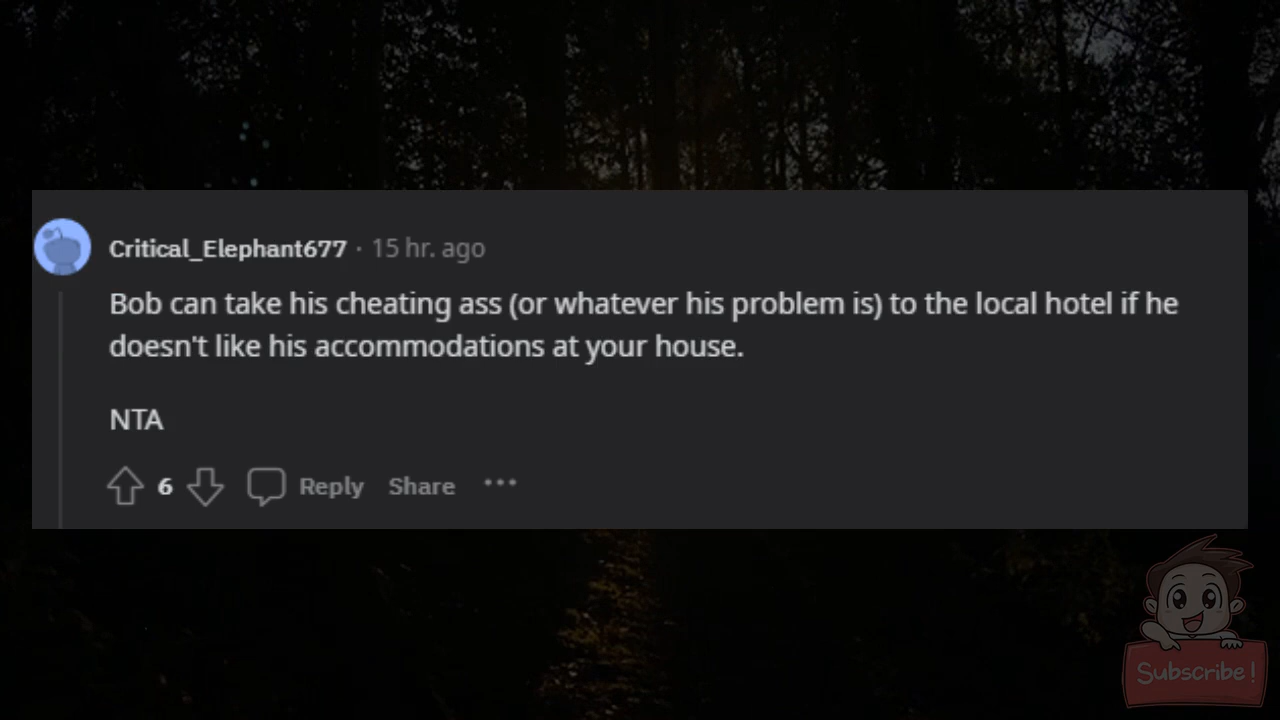 Critical_Elephant677 · 15 hr. ago
Bob can take his cheating ass (or whatever his problem is) to the local hotel if he
doesn't like his accommodations at your house.
NTA
6 Reply Share ···
Subscribe!